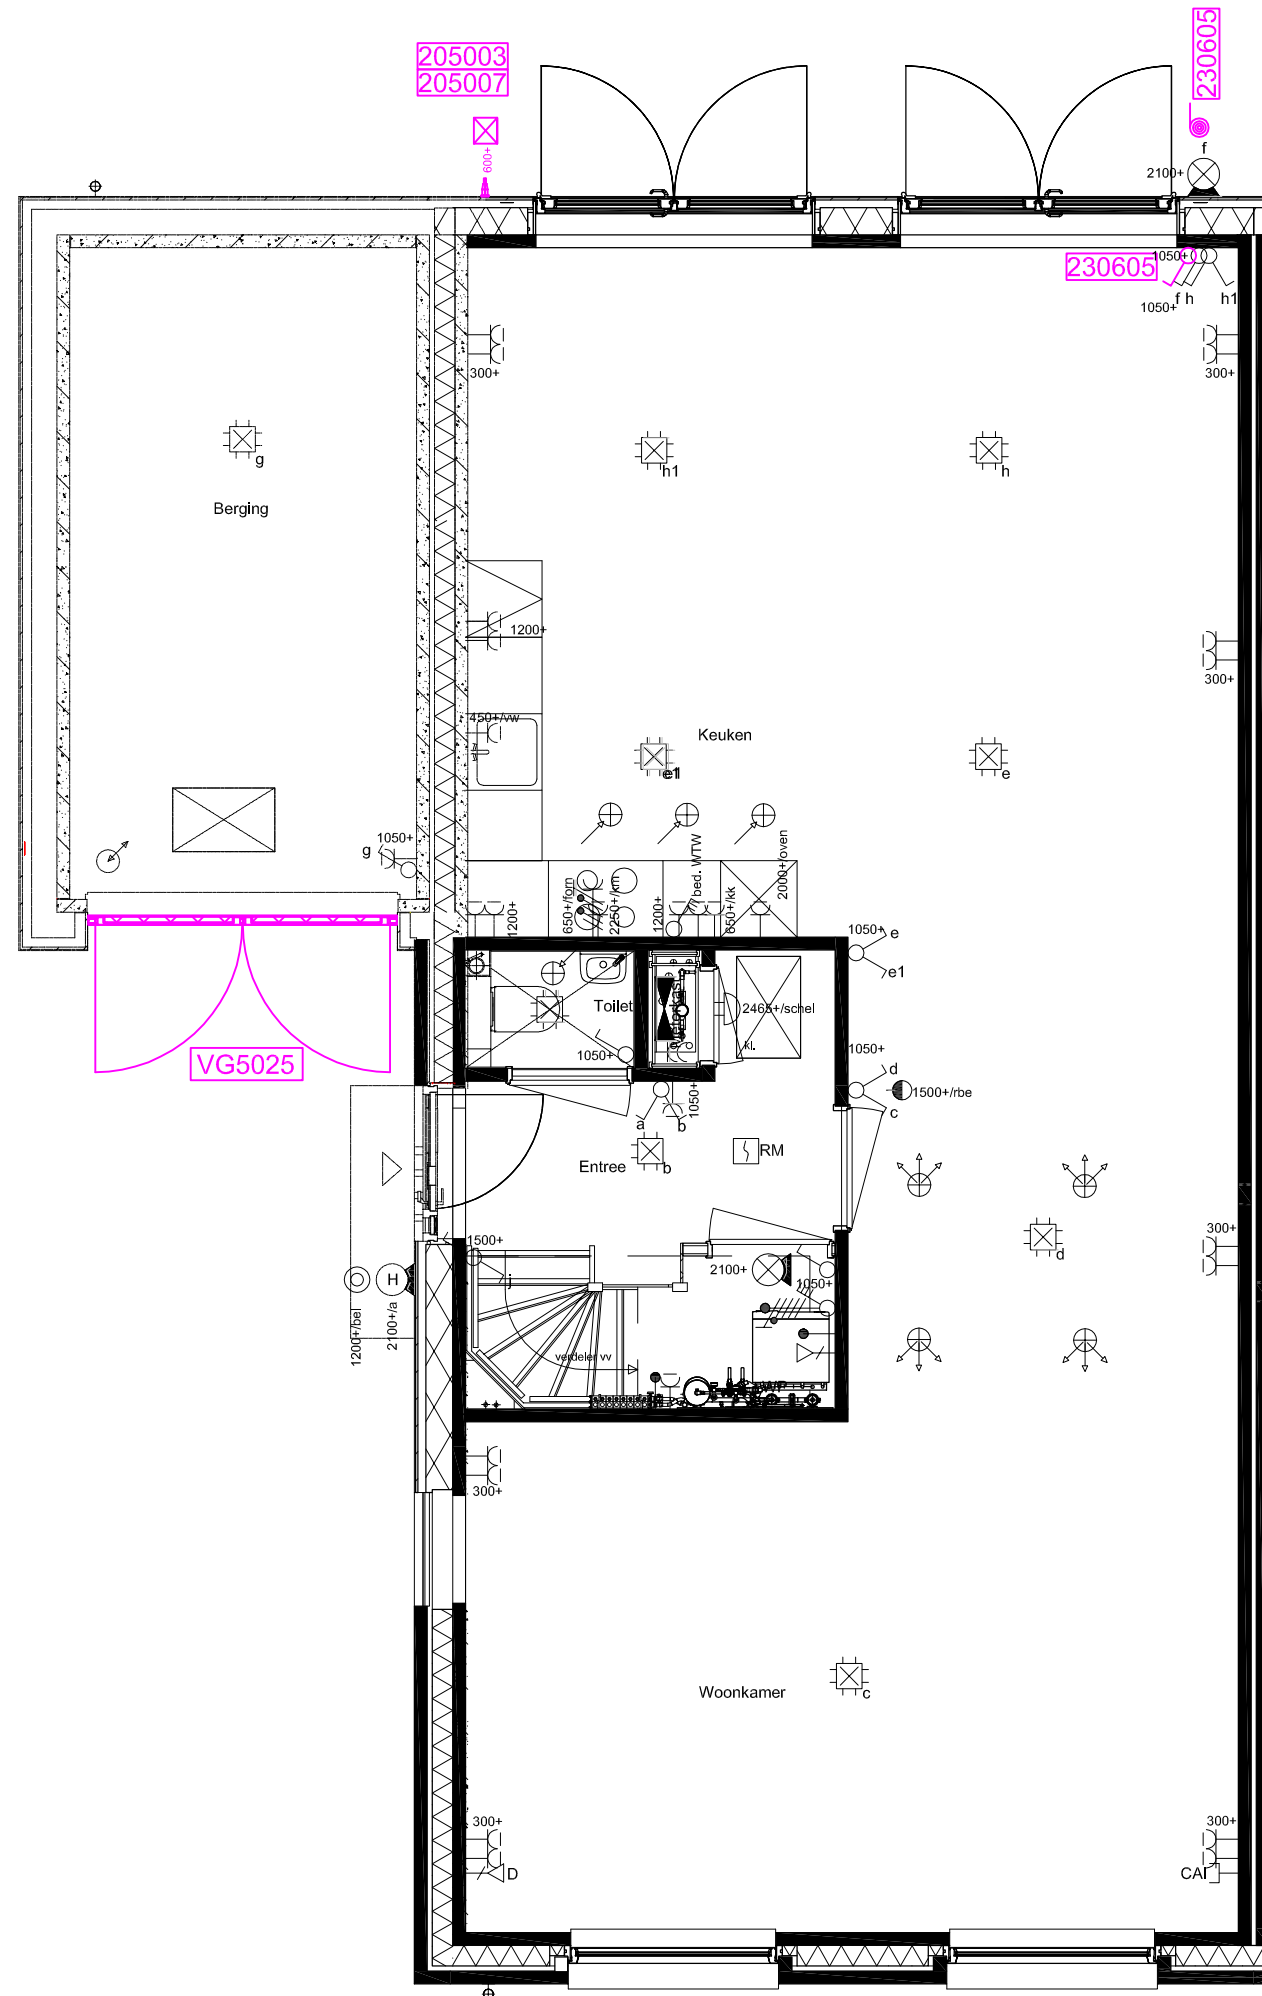 205003
205007
230605
600+
f
2100+
230605
1050+
f h
h1
1050+
300+
300+
g
h1
h
Berging
1200+
300+
450+/vw
Keuken
e1
e
1050+
g
650+/forn
2250+/km
1200+
bed. WTW
650+/kk
2000+/oven
1200+
1050+
e
e1
Toilet
2465+/schel
kl.
1050+
VG5025
1050+
1050+
d
c
1500+/rbe
a
b
Entree
b
RM
1500+
j
2100+
1050+
300+
d
H
1200+/bel
2100+/a
verdeler vv
300+
Woonkamer
c
300+
300+
D
CAI